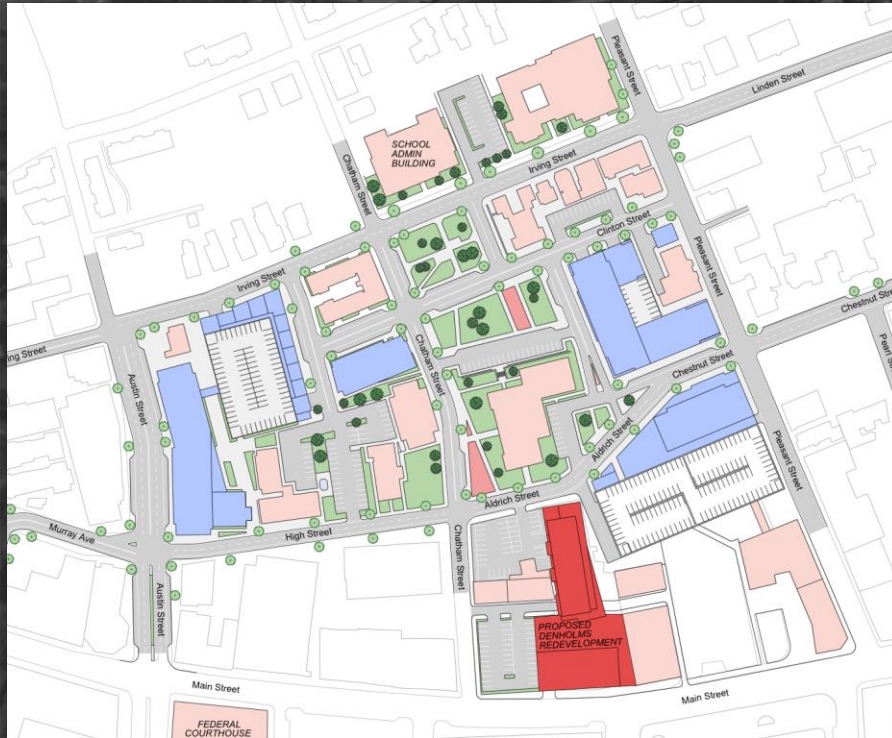 Pleasant Street
Linden Street
SCHOOL
ADMIN
BUILDING
Chatham Street
Irving Street
Clinton Street
Pleasant Street
Irving Street
Chestnut
ing Street
Chatham Street
Chestnut Street
Austin Street
Aldrich Street
Pleasant Street
Aldrich Street
High Street
Murray Ave
Chatham Street
Austin Street
PROPOSED
DENHOLMS
REDEVELOPMENT
Main Street
Main Street
FEDERAL
COURTHOUSE